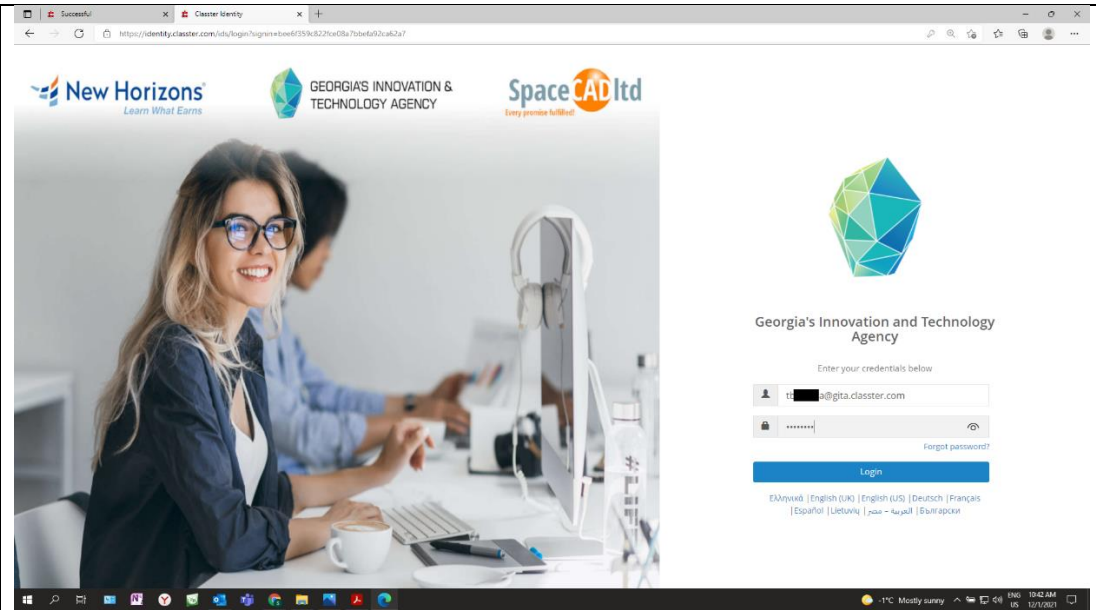 Successful
Classter Identity
https://identity.classter.com/ids/login?signin=bee6f359c822fce08a7bbefa92ca62a7
New Horizons®
Learn What Earns
GEORGIA'S INNOVATION &
TECHNOLOGY AGENCY
SpaceCADltd
Every promise fulfilled!
Georgia's Innovation and Technology
Agency
Enter your credentials below
tb a@gita.classter.com
Forgot password?
Login
Ελληνικά |English (UK) |English (US) |Deutsch |Français
|Español |Lietuvių |العربية – مصر |Български
-1°C Mostly sunny
ENG
US
10:42 AM
12/1/2021